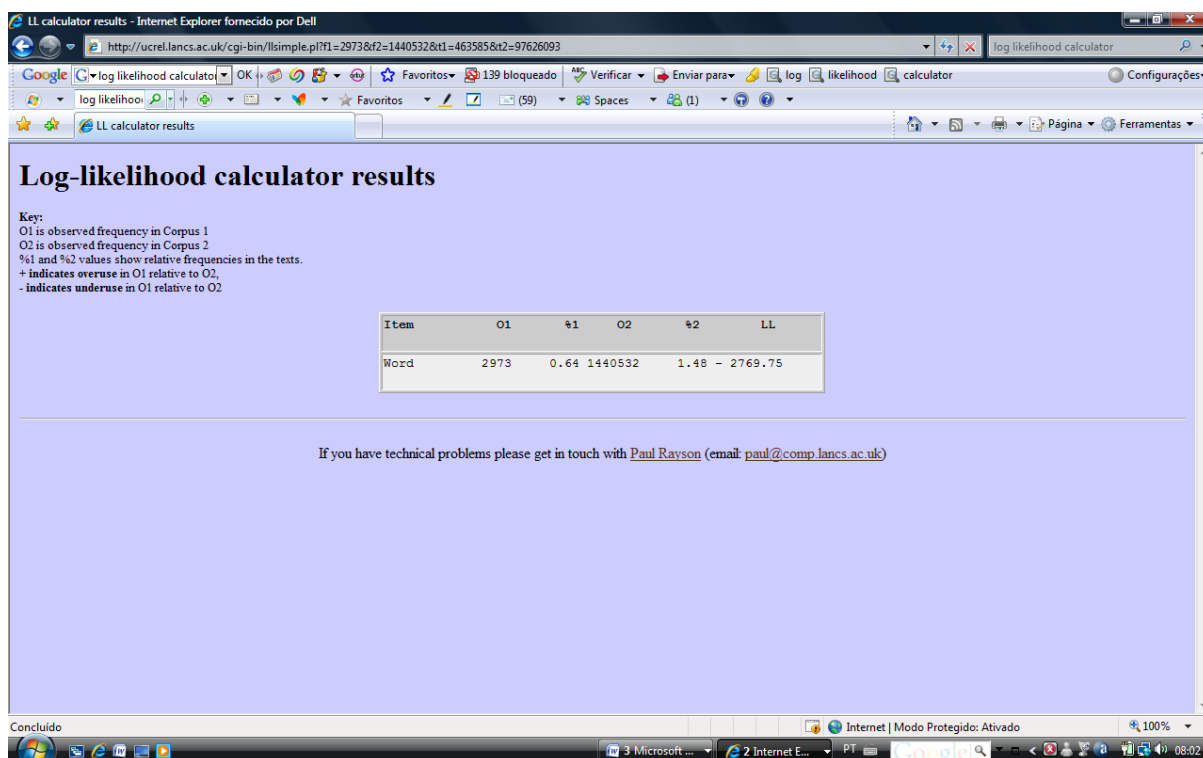 LL calculator results - Internet Explorer fornecido por Dell
http://ucrel.lancs.ac.uk/cgi-bin/llsimple.pl?f1=2973&f2=1440532&t1=463585&t2=97626093 log likelihood calculator
Google G log likelihood calculator OK Favoritos 139 bloqueado Verificar Enviar para log likelihood calculator Configurações
log likelihoo Favoritos (59) Spaces (1)
LL calculator results Página Ferramentas
Log-likelihood calculator results
Key:
O1 is observed frequency in Corpus 1
O2 is observed frequency in Corpus 2
%1 and %2 values show relative frequencies in the texts.
+ indicates overuse in O1 relative to O2,
- indicates underuse in O1 relative to O2
Item O1 %1 O2 %2 LL
Word 2973 0.64 1440532 1.48 - 2769.75
If you have technical problems please get in touch with Paul Rayson (email: paul@comp.lancs.ac.uk)
Concluído Internet | Modo Protegido: Ativado 100%
3 Microsoft ... 2 Internet E... PT Google 08:02